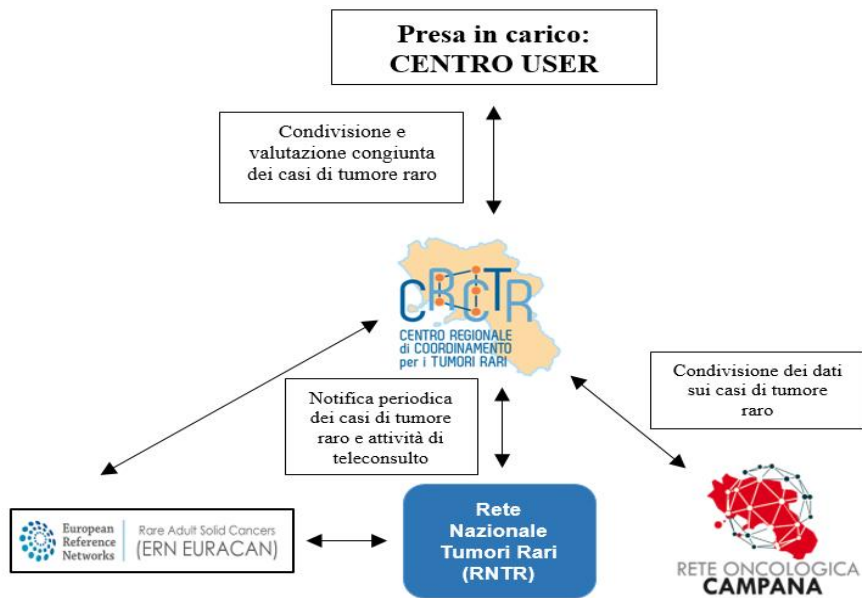 Presa in carico:
CENTRO USER
Condivisione e
valutazione congiunta
dei casi di tumore raro
CRCTR
CENTRO REGIONALE
di COORDINAMENTO
per i TUMORI RARI
Notifica periodica
dei casi di tumore
raro e attività di
teleconsulto
Condivisione dei dati
sui casi di tumore
raro
European
Reference
Networks
Rare Adult Solid Cancers
(ERN EURACAN)
Rete
Nazionale
Tumori Rari
(RNTR)
RETE ONCOLOGICA
CAMPANA